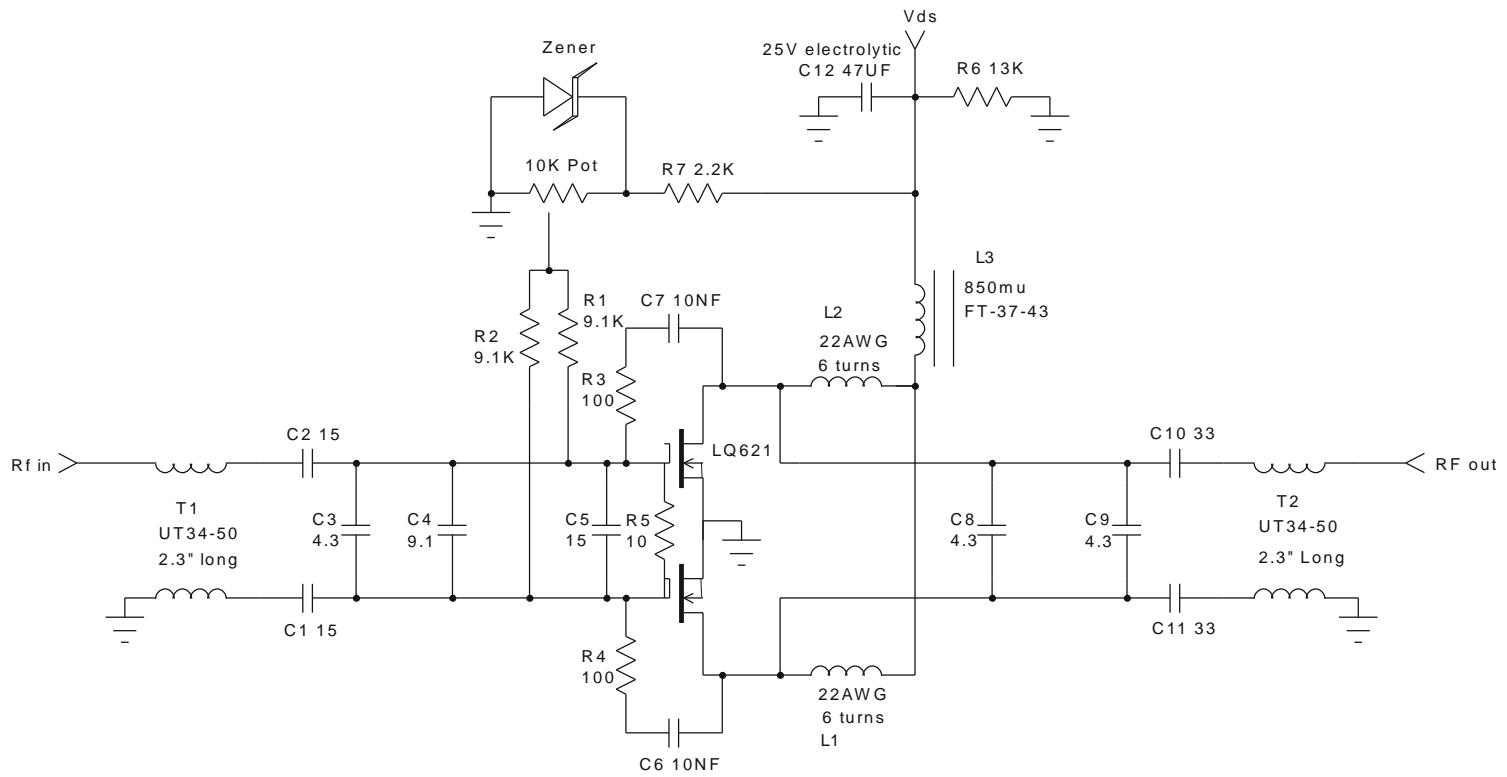 Vds
Zener
25V electrolytic
C12 47UF
R6 13K
10K Pot
R7 2.2K
L3
850mu
FT-37-43
C7 10NF
R1
9.1K
R2
9.1K
L2
22AWG
6 turns
R3
100
C2 15
LQ621
C10 33
Rf in
RF out
T1
UT34-50
2.3" long
C3
4.3
C4
9.1
C5
15
R5
10
C8
4.3
C9
4.3
T2
UT34-50
2.3" Long
C1 15
C11 33
R4
100
22AWG
6 turns
L1
C6 10NF